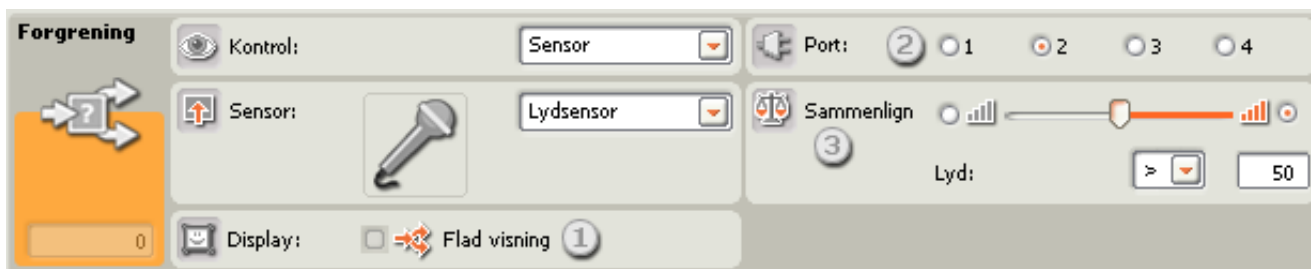 Forgrening
Kontrol: Sensor
Port: 2 1 2 3 4
Sensor: Lydsensor
Sammenlign
3
Lyd: > 50
0
Display: Flad visning 1